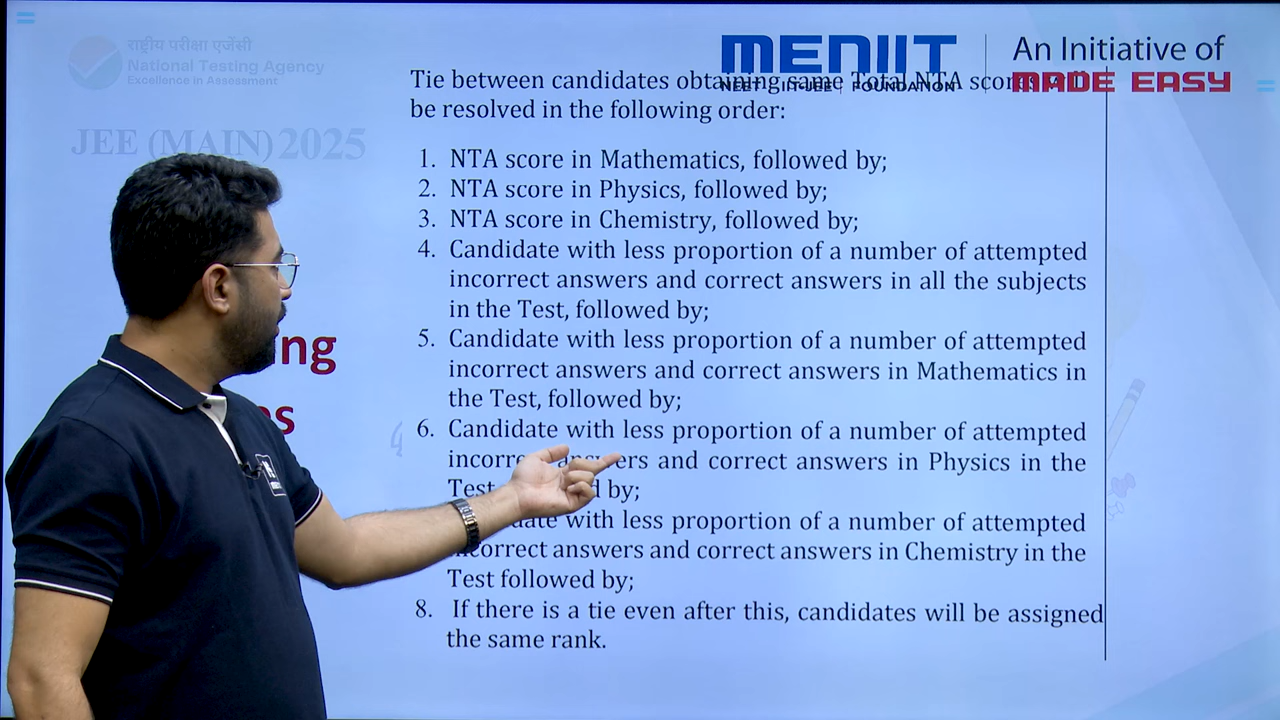 राष्ट्रीय परीक्षा एजेंसी
National Testing Agency
Excellence in Assessment
MENIIT
NEET | IIT-JEE | FOUNDATION
An Initiative of
MADE EASY
JEE (MAIN) 2025
Tie between candidates obtaining same Total NTA scores will
be resolved in the following order:
1. NTA score in Mathematics, followed by;
2. NTA score in Physics, followed by;
3. NTA score in Chemistry, followed by;
4. Candidate with less proportion of a number of attempted
incorrect answers and correct answers in all the subjects
in the Test, followed by;
5. Candidate with less proportion of a number of attempted
incorrect answers and correct answers in Mathematics in
the Test, followed by;
6. Candidate with less proportion of a number of attempted
incorrect answers and correct answers in Physics in the
Test by;
with less proportion of a number of attempted
incorrect answers and correct answers in Chemistry in the
Test followed by;
8. If there is a tie even after this, candidates will be assigned
the same rank.